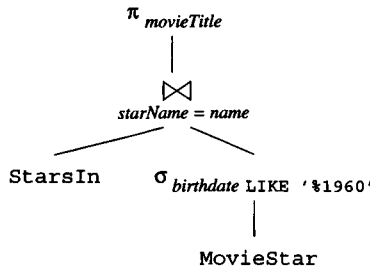 π movieTitle
⋈
starName = name
StarsIn σ birthdate LIKE '%1960'
MovieStar